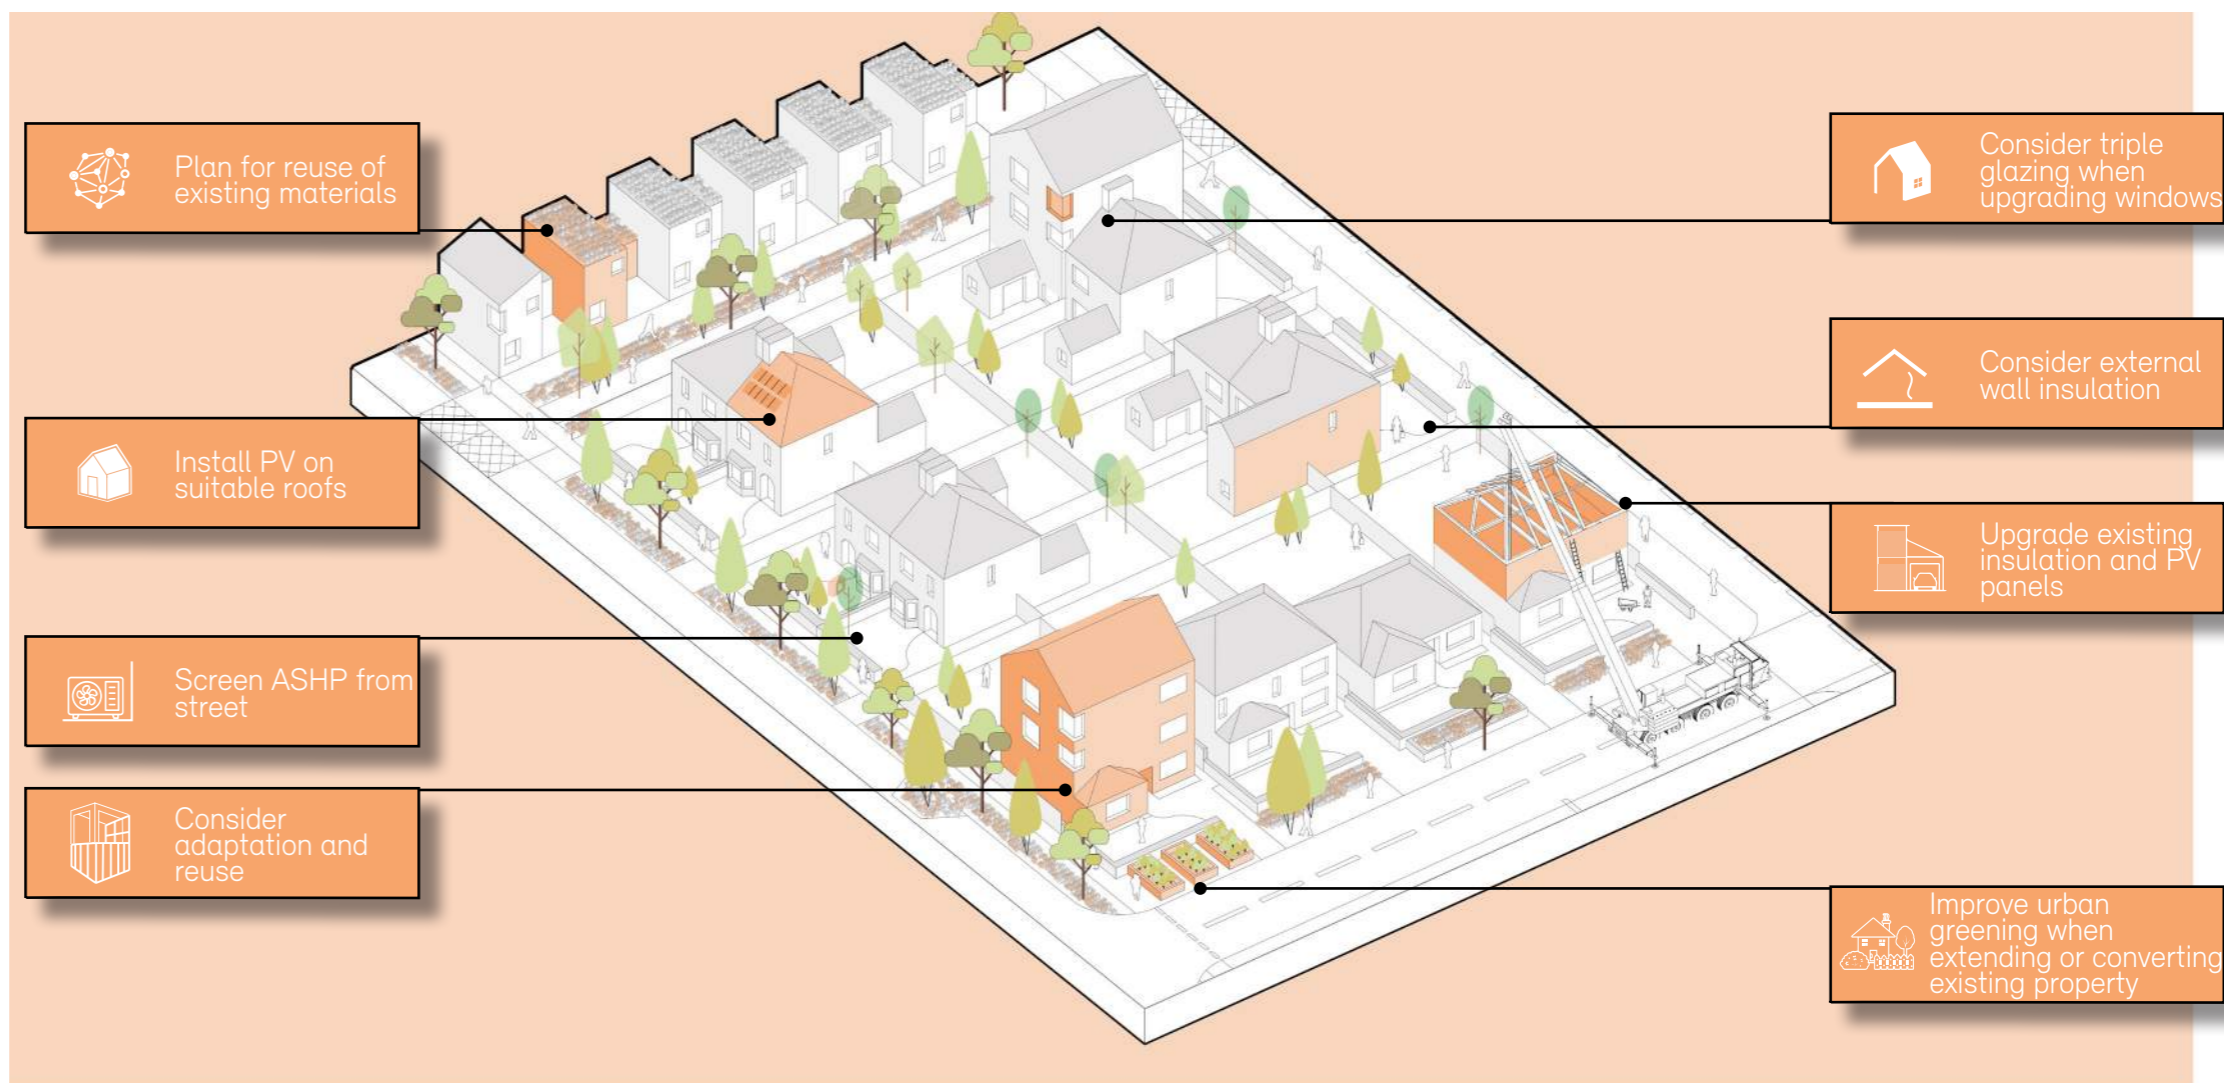 Plan for reuse of
existing materials
Install PV on
suitable roofs
Screen ASHP from
street
Consider
adaptation and
reuse
Consider triple
glazing when
upgrading windows
Consider external
wall insulation
Upgrade existing
insulation and PV
panels
Improve urban
greening when
extending or converting
existing property